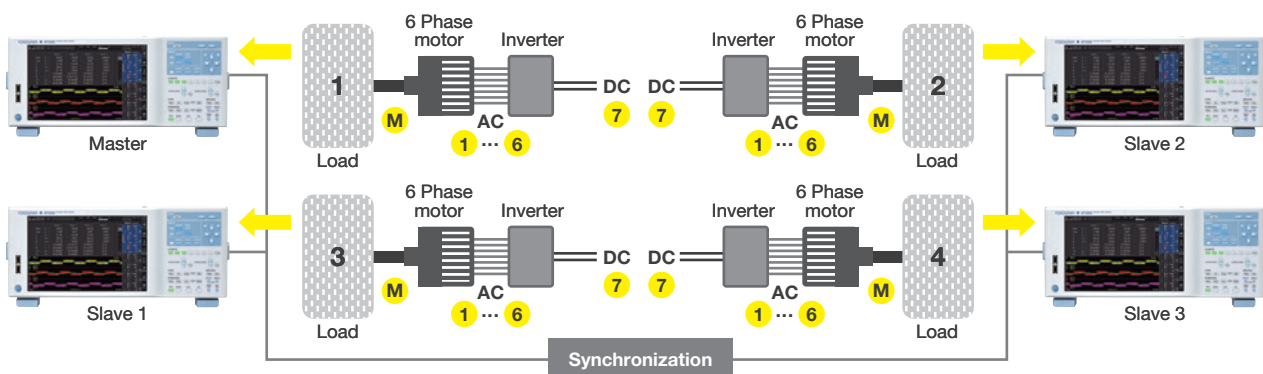 6 Phase
motor
Inverter
1
M
AC
1 ... 6
DC
7
Load
Master
Inverter
6 Phase
motor
DC
7
AC
1 ... 6
M
2
Load
Slave 2
6 Phase
motor
Inverter
3
M
AC
1 ... 6
DC
7
Load
Slave 1
Inverter
6 Phase
motor
DC
7
AC
1 ... 6
M
4
Load
Slave 3
Synchronization